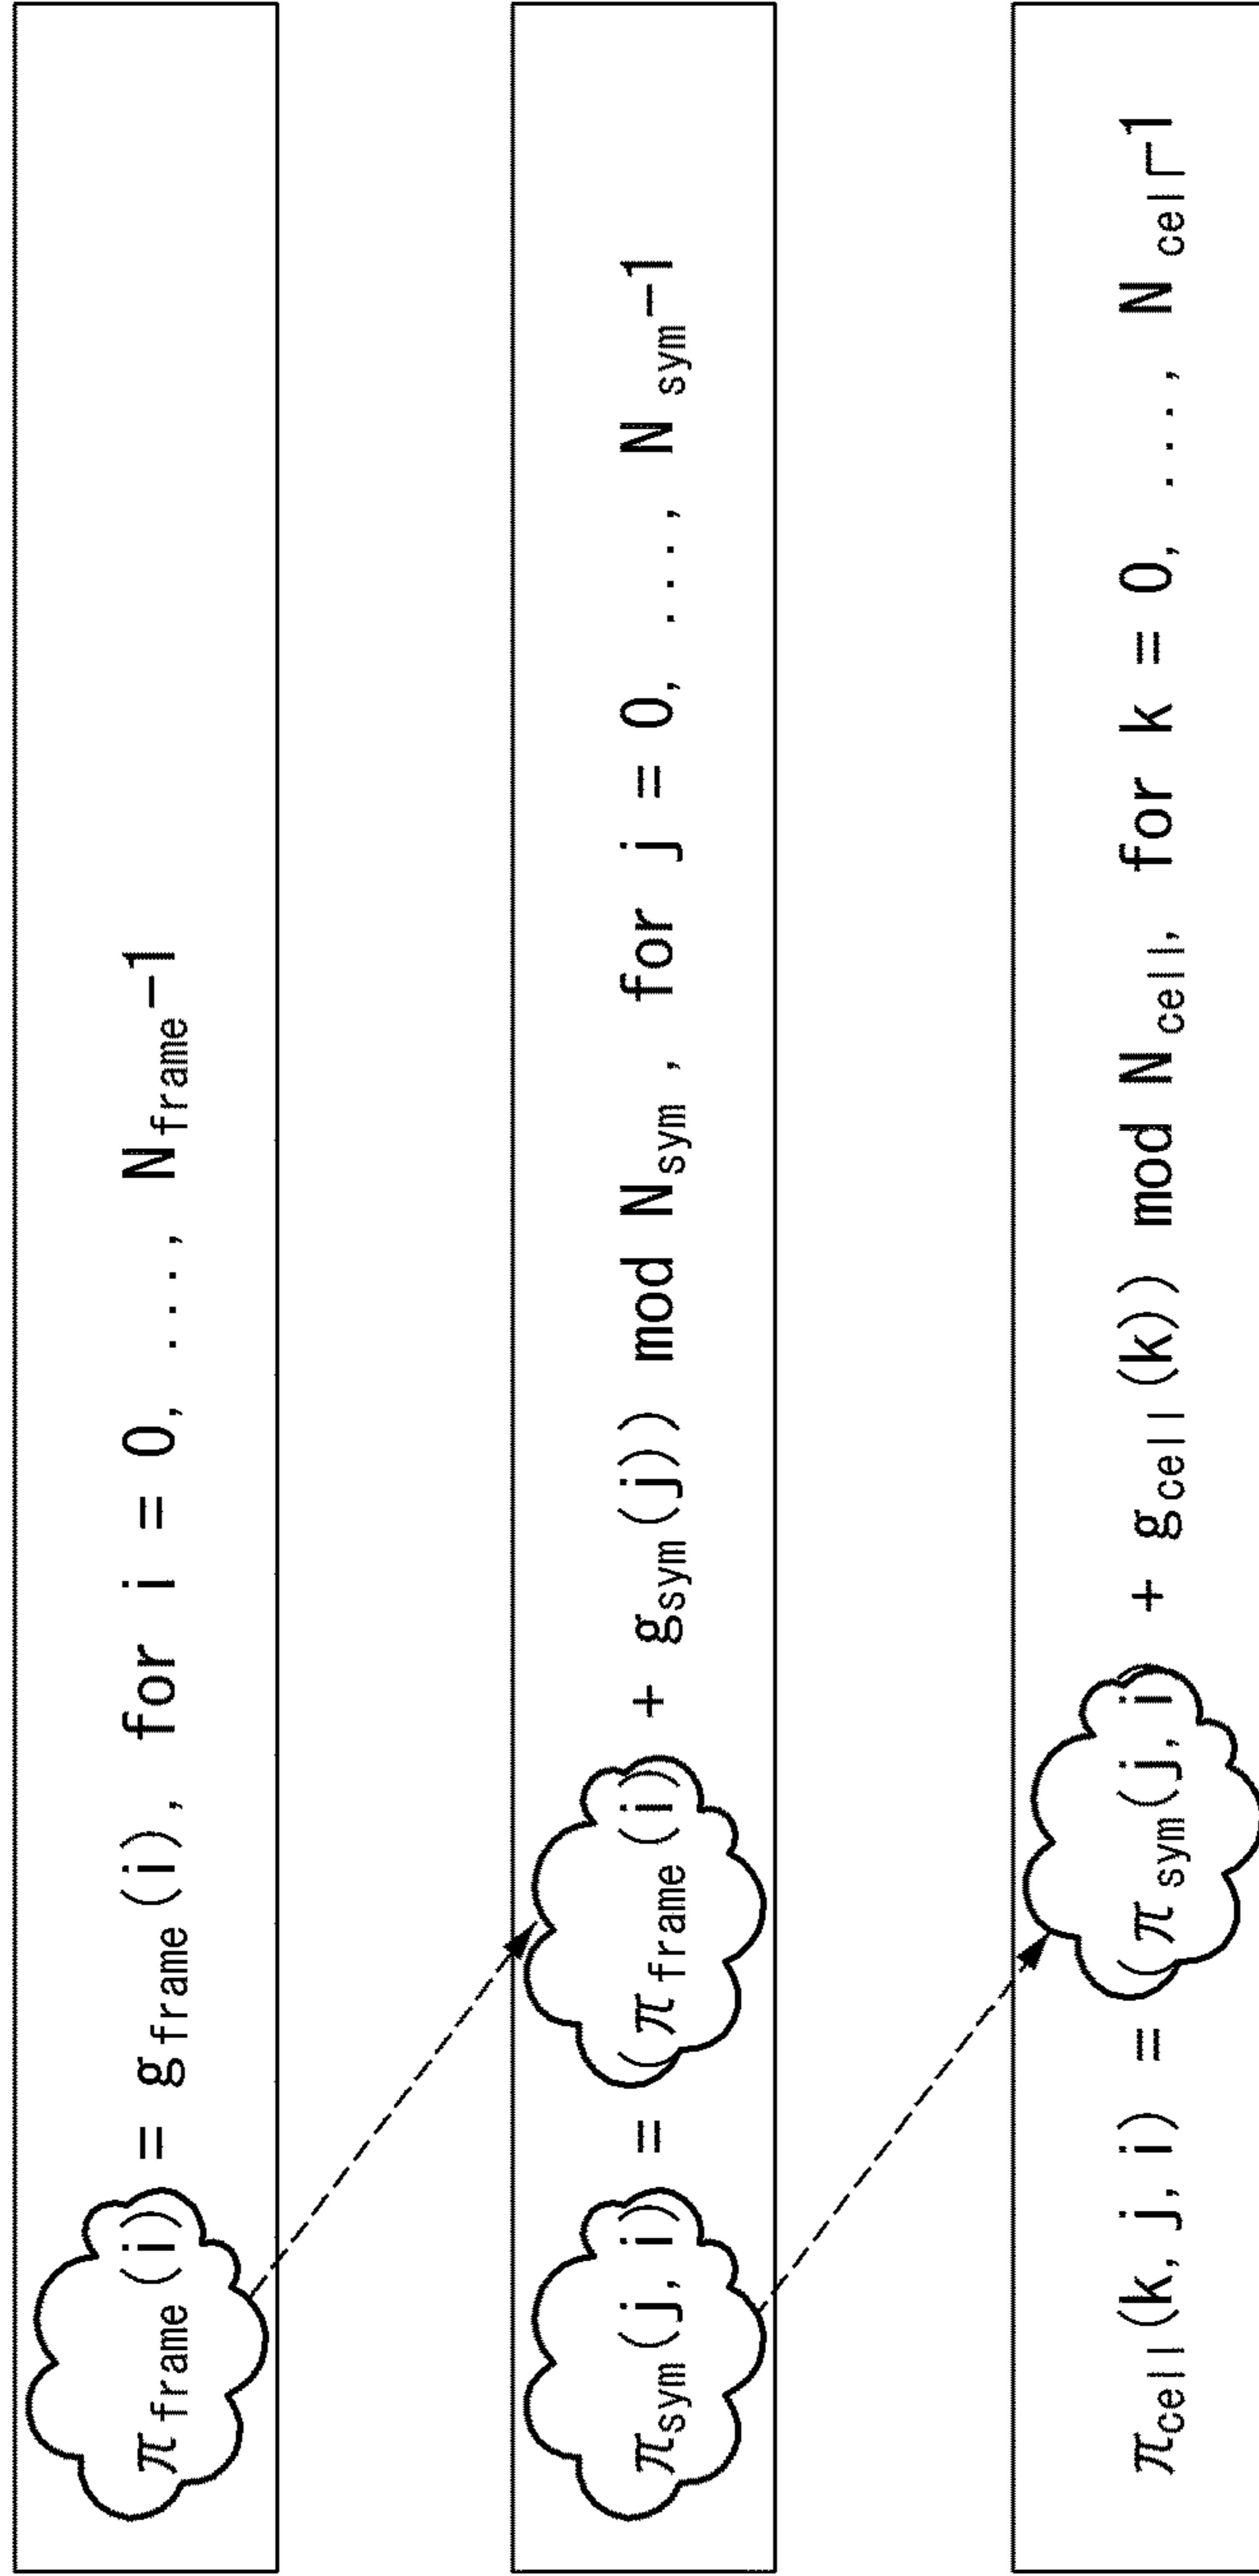 π_frame(i) = g_frame(i), for i = 0, ..., N_frame−1
π_sym(j, i) = (π_frame(i) + g_sym(j)) mod N_sym, for j = 0, ..., N_sym−1
π_cell(k, j, i) = (π_sym(j, i) + g_cell(k)) mod N_cell, for k = 0, ..., N_cell−1